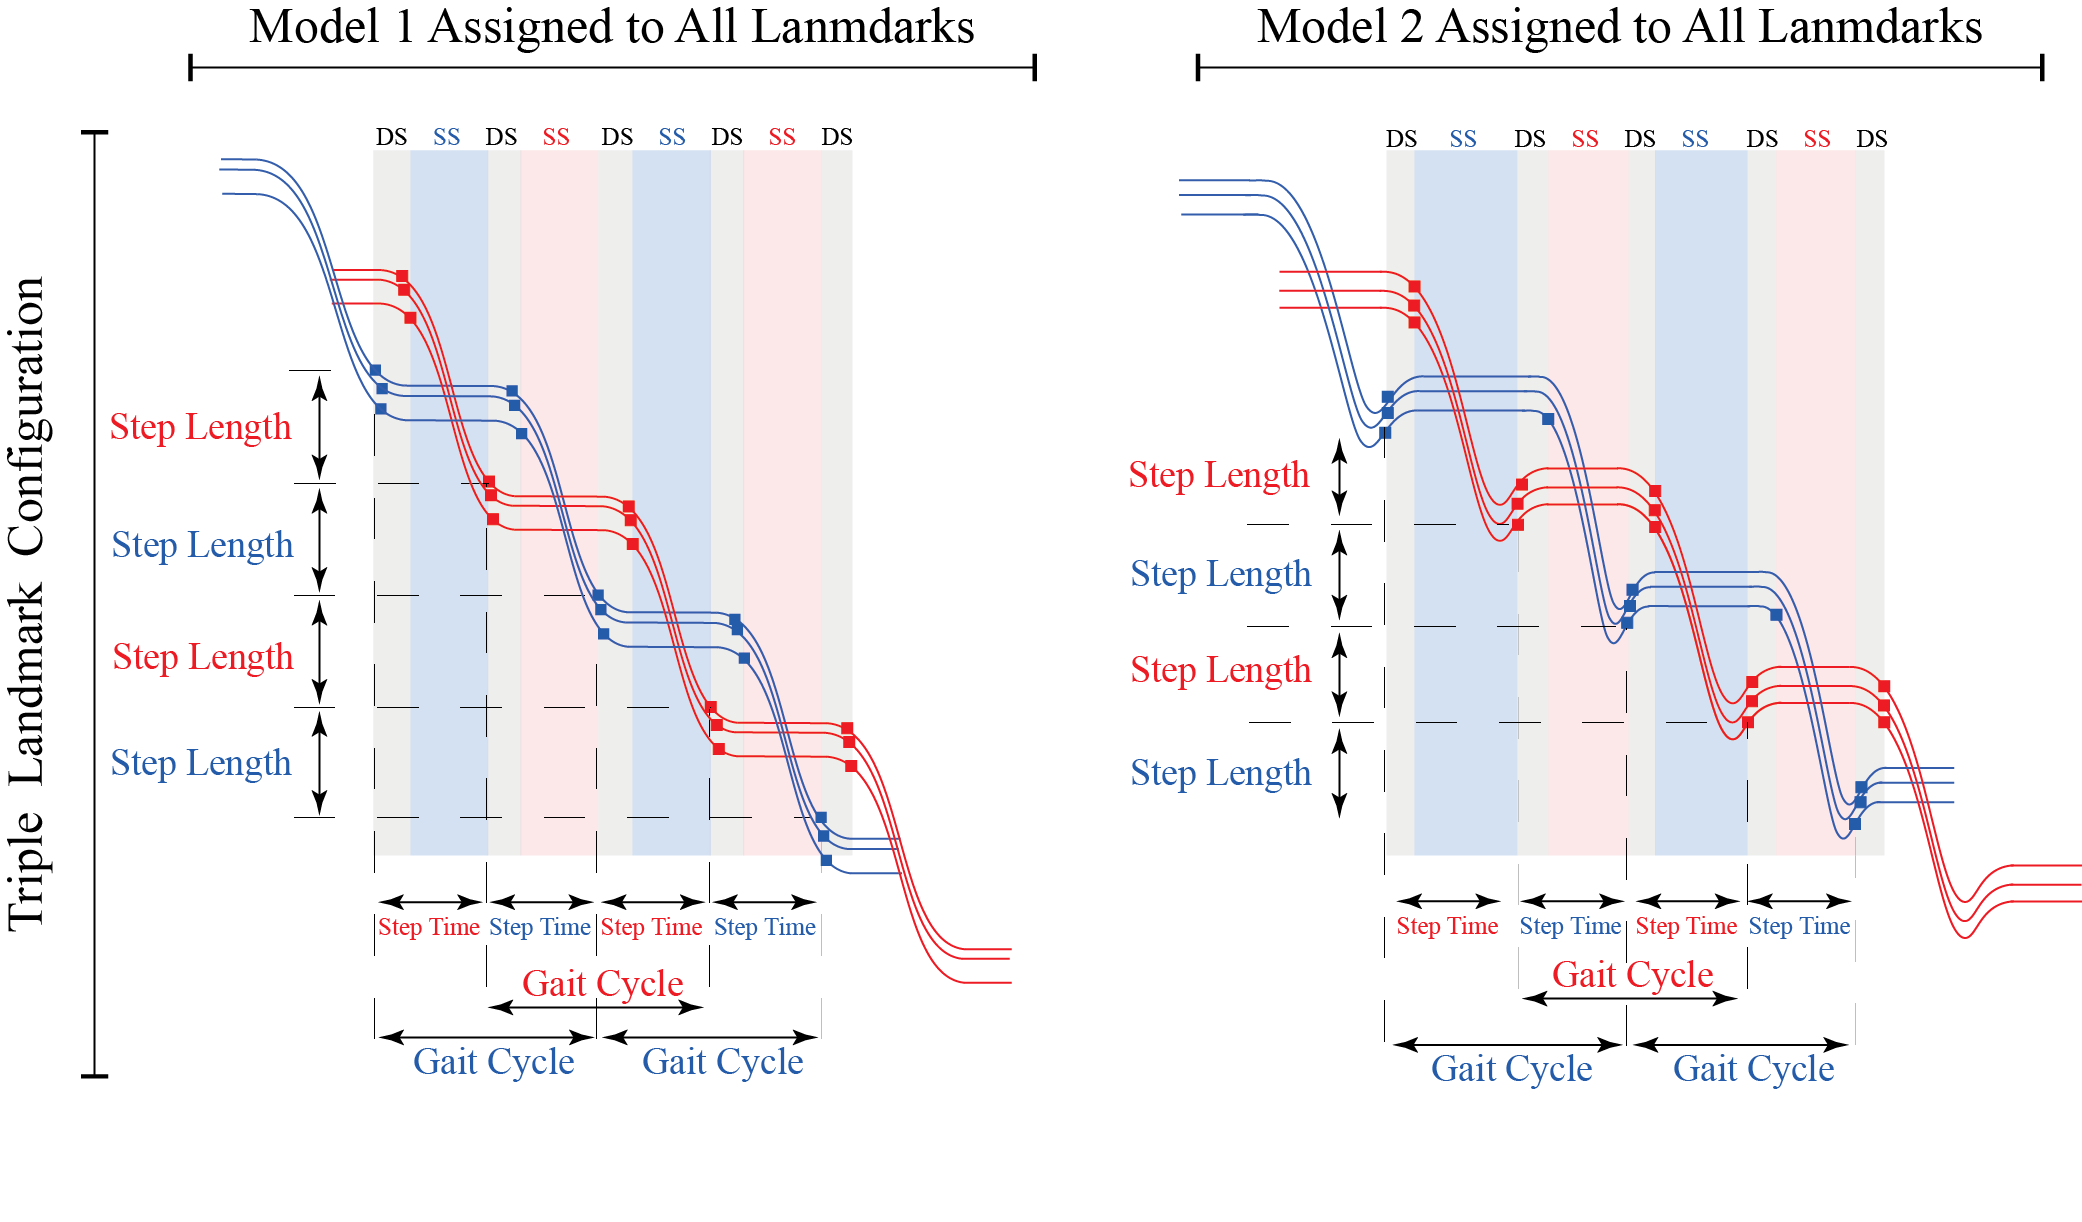 Model 1 Assigned to All Lanmdarks
Model 2 Assigned to All Lanmdarks
Triple Landmark Configuration
DS SS DS SS DS SS DS SS DS
Step Length
Step Length
Step Length
Step Length
Step Time Step Time Step Time Step Time
Gait Cycle
Gait Cycle Gait Cycle
DS SS DS SS DS SS DS SS DS
Step Length
Step Length
Step Length
Step Length
Step Time Step Time Step Time Step Time
Gait Cycle
Gait Cycle Gait Cycle